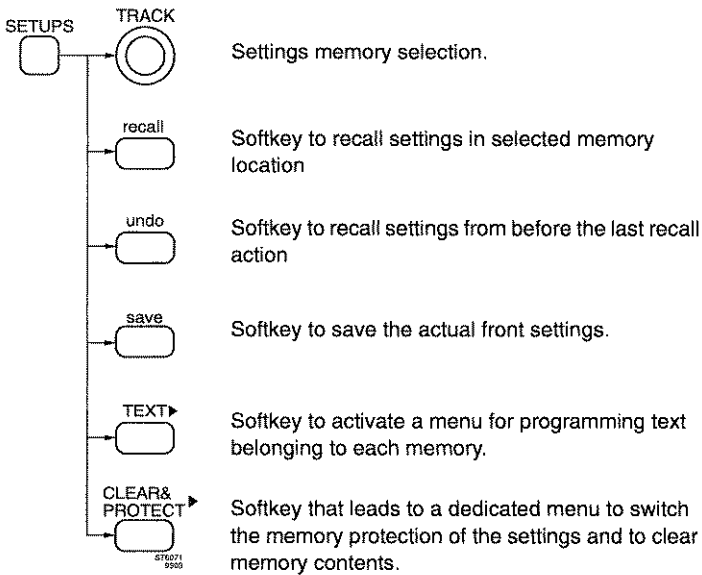 SETUPS
TRACK
Settings memory selection.
recall
Softkey to recall settings in selected memory
location
undo
Softkey to recall settings from before the last recall
action
save
Softkey to save the actual front settings.
TEXT▶
Softkey to activate a menu for programming text
belonging to each memory.
CLEAR&
PROTECT▶
Softkey that leads to a dedicated menu to switch
the memory protection of the settings and to clear
memory contents.
ST6071
9303